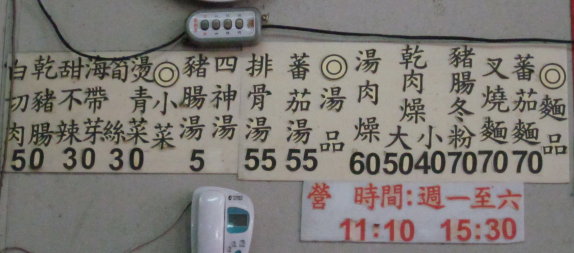 ◎麵品
蕃茄麵 70
叉燒麵 70
豬腸冬粉 70
乾肉燥 大 50 小 40
湯肉燥 60
◎湯品
蕃茄湯 55
排骨湯 55
四神湯
豬腸湯 5
◎小菜
燙青菜
筍絲 30
海帶芽
甜不辣 30
乾豬腸
白切肉 50
營 時間:週一至六
11:10 15:30